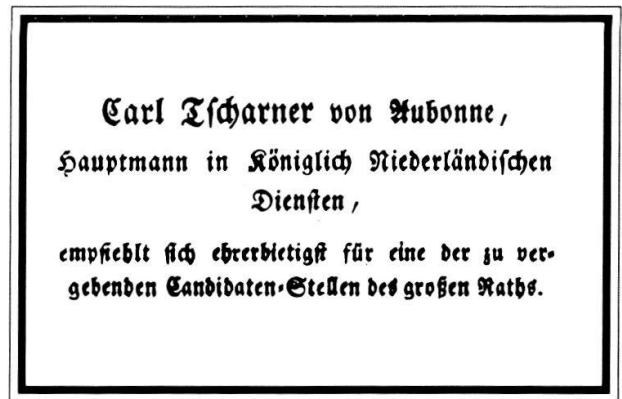 Carl Tscharner von Aubonne,
Hauptmann in Königlich Niederländischen
Diensten,
empfiehlt sich ehrerbietigst für eine der zu ver-
gebenden Candidaten-Stellen des großen Raths.